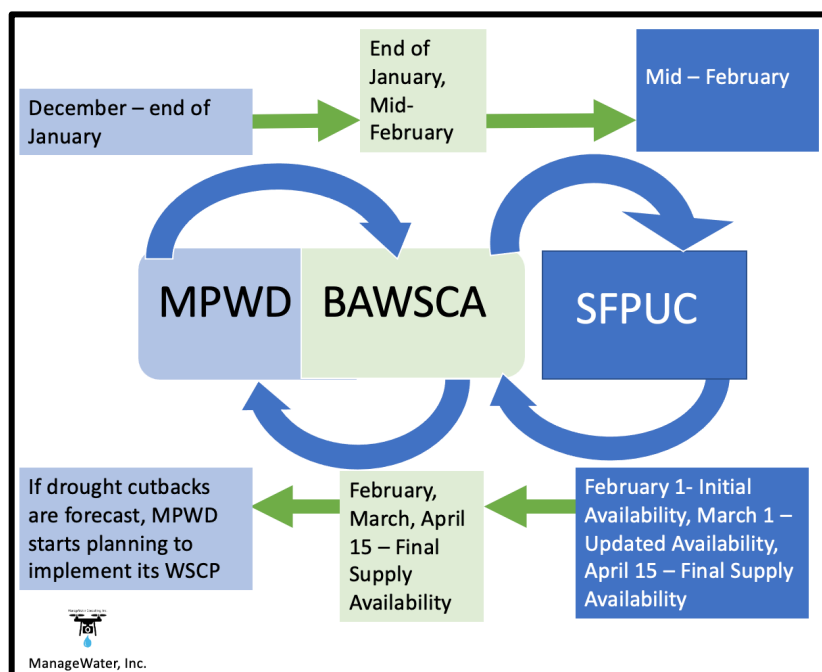 December – end of
January
End of
January,
Mid-
February
Mid – February
MPWD
BAWSCA
SFPUC
If drought cutbacks
are forecast, MPWD
starts planning to
implement its WSCP
February,
March, April
15 – Final
Supply
Availability
February 1- Initial
Availability, March 1 –
Updated Availability,
April 15 – Final Supply
Availability
ManageWater, Inc.